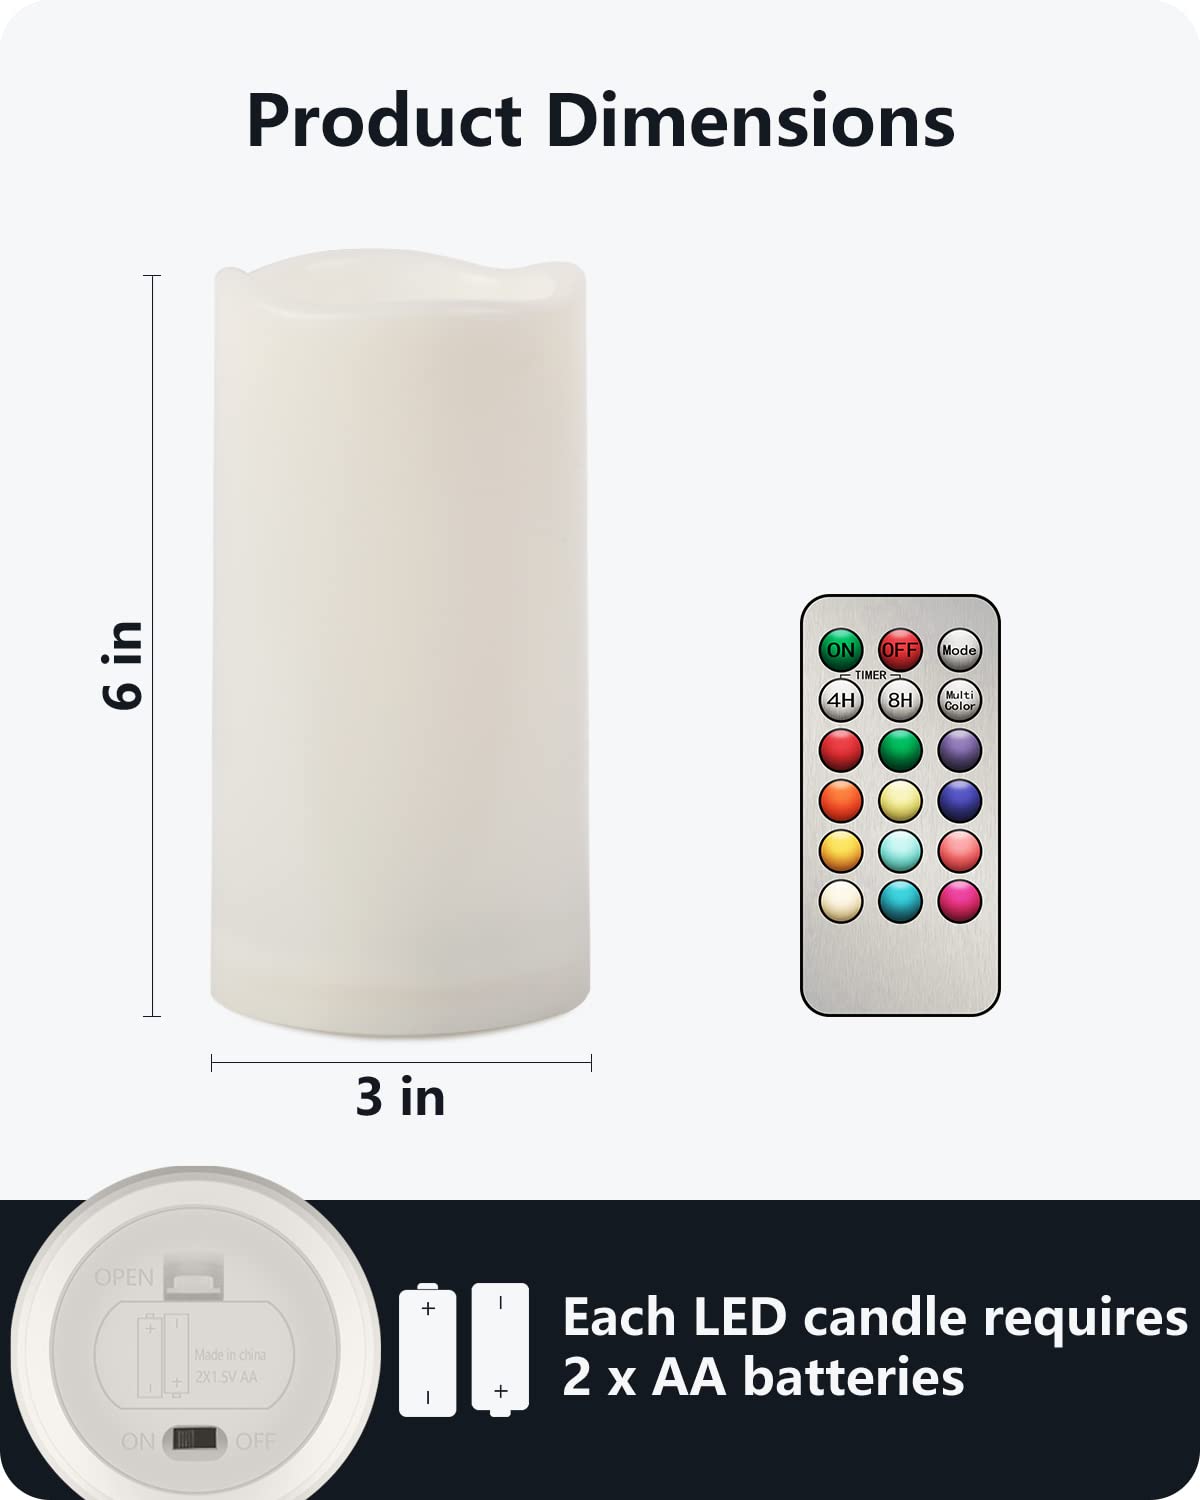 Product Dimensions
6 in
3 in
ON OFF Mode
TIMER
4H 8H Multi Color
OPEN
Made in china
2X1.5V AA
ON OFF
Each LED candle requires
2 x AA batteries